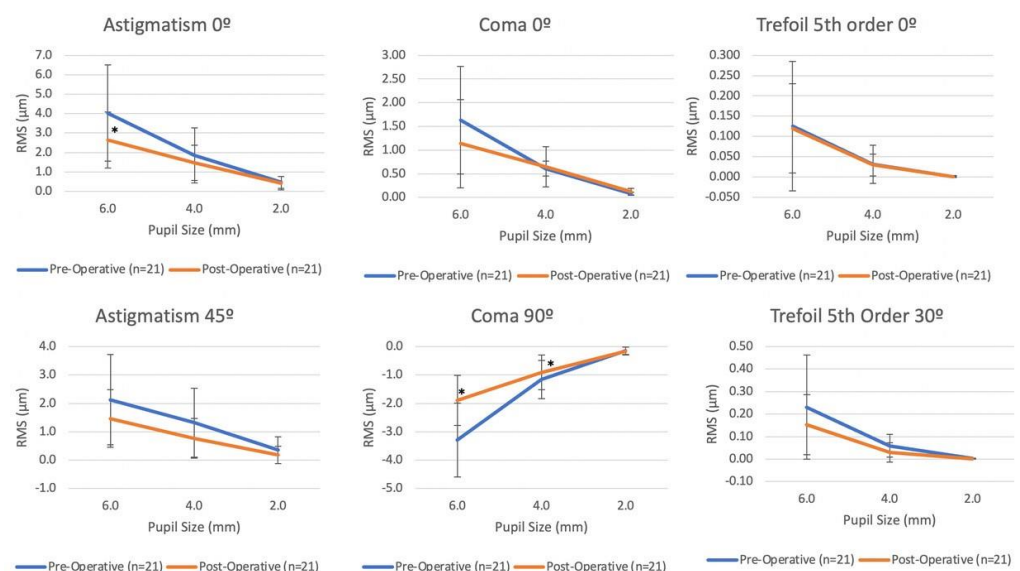 Astigmatism 0º
7.0
6.0
5.0
4.0
3.0
2.0
1.0
0.0
RMS (µm)
*
6.0 4.0 2.0
Pupil Size (mm)
Pre-Operative (n=21) Post-Operative (n=21)
Coma 0º
3.00
2.50
2.00
1.50
1.00
0.50
0.00
RMS (µm)
6.0 4.0 2.0
Pupil Size (mm)
Pre-Operative (n=21) Post-Operative (n=21)
Trefoil 5th order 0º
0.300
0.250
0.200
0.150
0.100
0.050
0.000
-0.050
RMS (µm)
6.0 4.0 2.0
Pupil Size (mm)
Pre-Operative (n=21) Post-Operative (n=21)
Astigmatism 45º
4.0
3.0
2.0
1.0
0.0
-1.0
RMS (µm)
6.0 4.0 2.0
Pupil Size (mm)
Pre-Operative (n=21) Post-Operative (n=21)
Coma 90º
0.0
-1.0
-2.0
-3.0
-4.0
-5.0
RMS (µm)
* *
6.0 4.0 2.0
Pupil Size (mm)
Pre-Operative (n=21) Post-Operative (n=21)
Trefoil 5th Order 30º
0.50
0.40
0.30
0.20
0.10
0.00
-0.10
RMS (µm)
6.0 4.0 2.0
Pupil Size (mm)
Pre-Operative (n=21) Post-Operative (n=21)